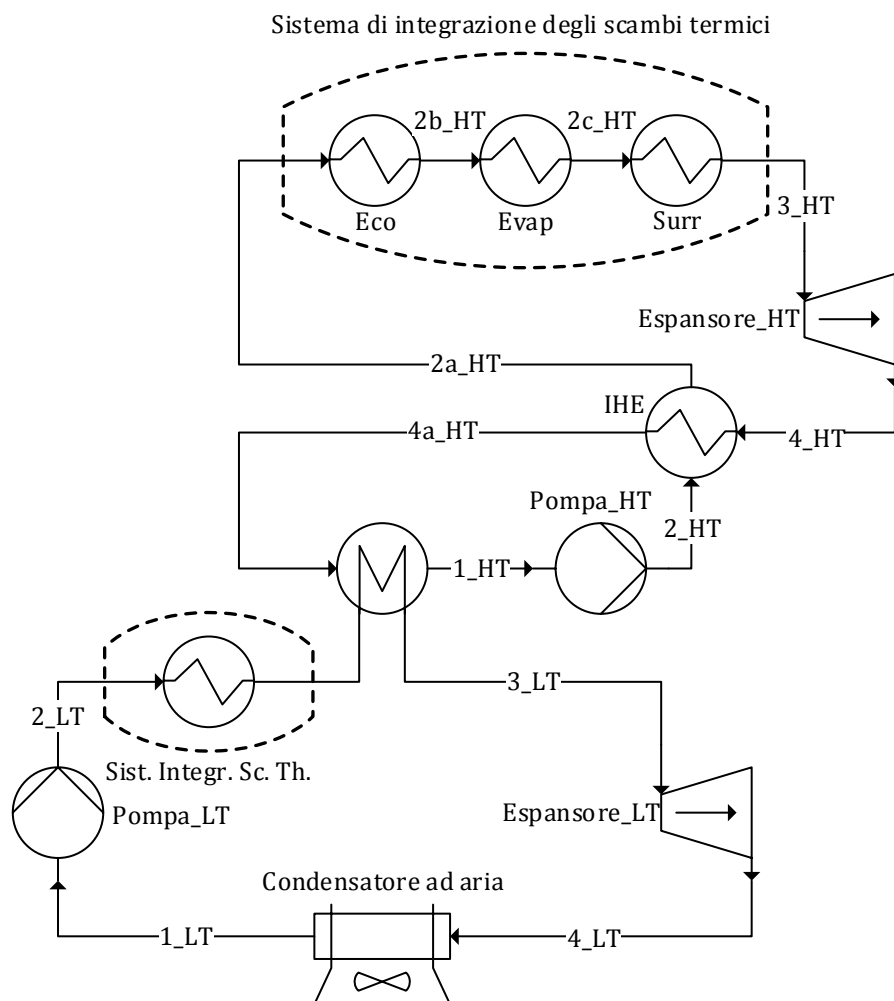 Sistema di integrazione degli scambi termici
2b_HT
2c_HT
Eco
Evap
Surr
3_HT
Espansore_HT
2a_HT
IHE
4a_HT
4_HT
Pompa_HT
2_HT
1_HT
3_LT
2_LT
Sist. Integr. Sc. Th.
Pompa_LT
Espansore_LT
Condensatore ad aria
1_LT
4_LT